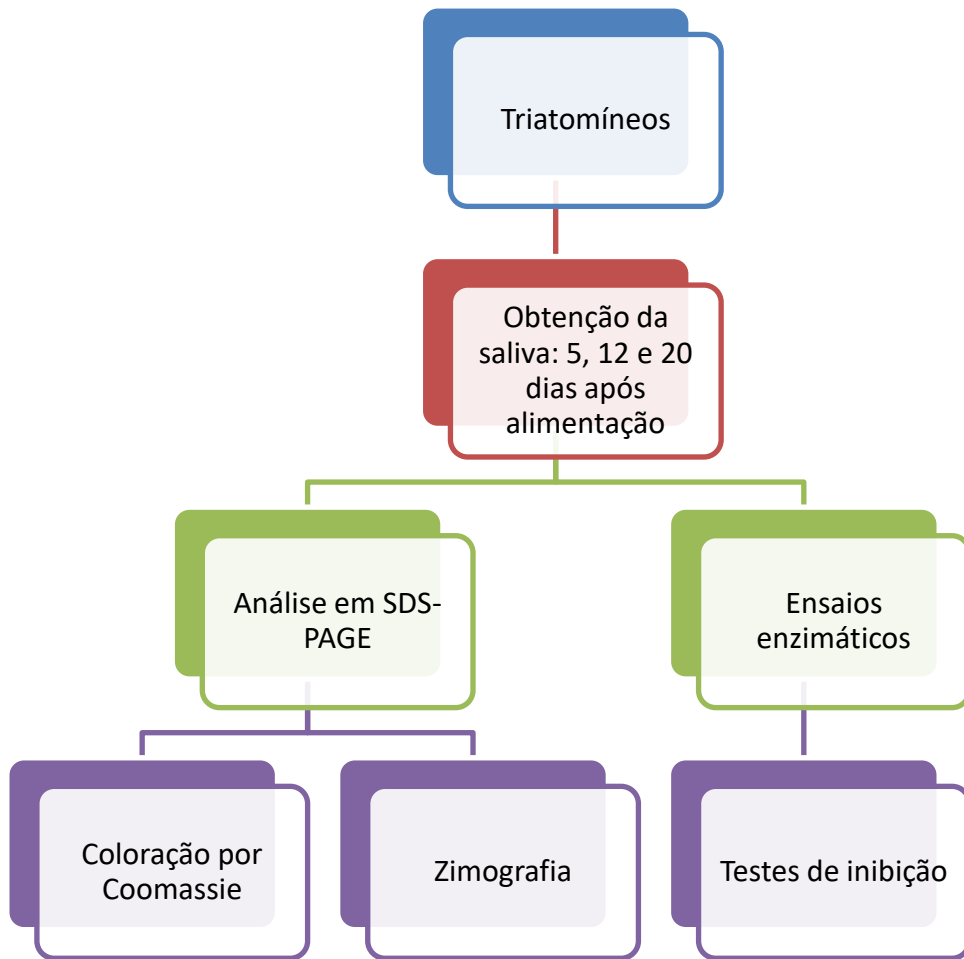 Triatomíneos
Obtenção da
saliva: 5, 12 e 20
dias após
alimentação
Análise em SDS-
PAGE
Ensaios
enzimáticos
Coloração por
Coomassie
Zimografia
Testes de inibição